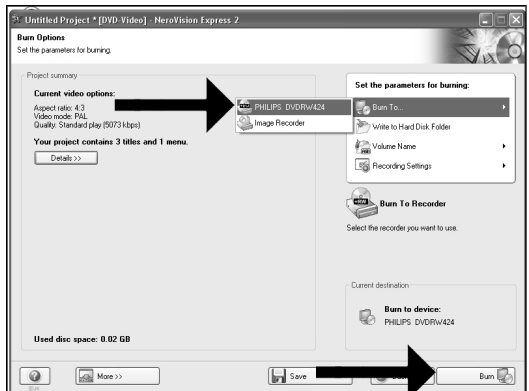 Untitled Project * [DVD-Video] - NeroVision Express 2
Burn Options
Set the parameters for burning.
Project summary
Current video options:
Aspect ratio: 4:3
Video mode: PAL
Quality: Standard play (5073 kbps)
Your project contains 3 titles and 1 menu.
Details >>
Used disc space: 0.02 GB
PHILIPS DVDRW424
Image Recorder
Set the parameters for burning:
Burn To...
Write to Hard Disk Folder
Volume Name
Recording Settings
Burn To Recorder
Select the recorder you want to use.
Current destination
Burn to device:
PHILIPS DVDRW424
More >>
Save
Burn